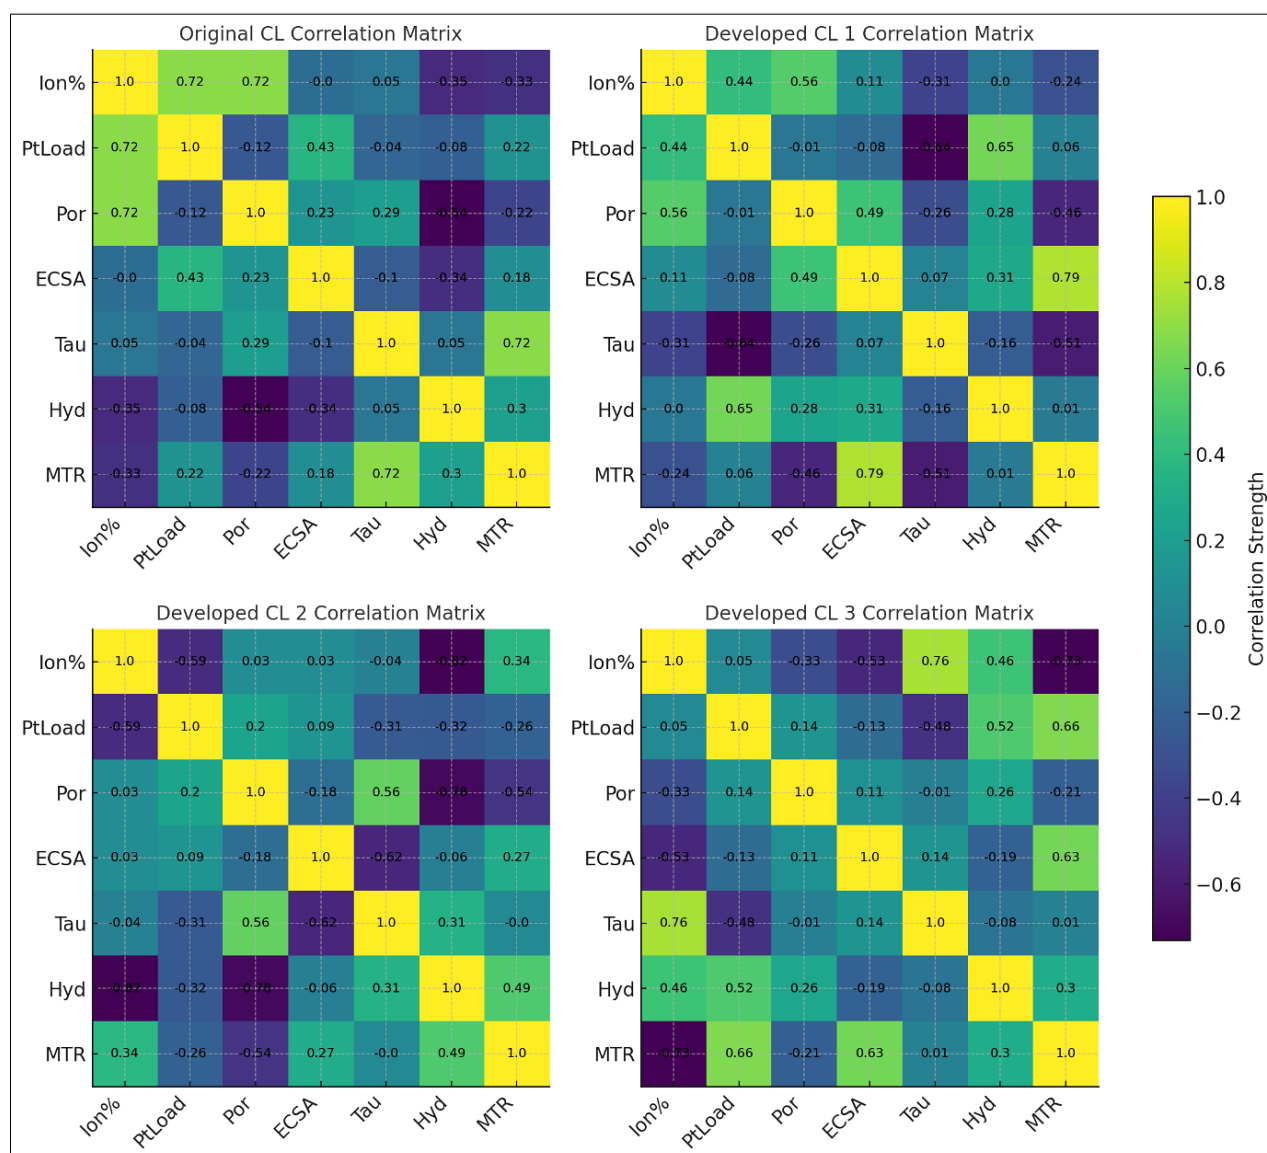 Original CL Correlation Matrix
Ion% 1.0 0.72 0.72 -0.0 0.05 -0.35 -0.33
PtLoad 0.72 1.0 -0.12 0.43 -0.04 -0.08 0.22
Por 0.72 -0.12 1.0 0.23 0.29 -0.54 -0.22
ECSA -0.0 0.43 0.23 1.0 -0.1 -0.34 0.18
Tau 0.05 -0.04 0.29 -0.1 1.0 0.05 0.72
Hyd -0.35 -0.08 -0.54 -0.34 0.05 1.0 0.3
MTR -0.33 0.22 -0.22 0.18 0.72 0.3 1.0
Ion% PtLoad Por ECSA Tau Hyd MTR
Developed CL 1 Correlation Matrix
Ion% 1.0 0.44 0.56 0.11 -0.31 0.0 -0.24
PtLoad 0.44 1.0 -0.01 -0.08 -0.64 0.65 0.06
Por 0.56 -0.01 1.0 0.49 -0.26 0.28 -0.46
ECSA 0.11 -0.08 0.49 1.0 0.07 0.31 0.79
Tau -0.31 -0.64 -0.26 0.07 1.0 -0.16 -0.51
Hyd 0.0 0.65 0.28 0.31 -0.16 1.0 0.01
MTR -0.24 0.06 -0.46 0.79 -0.51 0.01 1.0
Ion% PtLoad Por ECSA Tau Hyd MTR
Developed CL 2 Correlation Matrix
Ion% 1.0 -0.59 0.03 0.03 -0.04 -0.82 0.34
PtLoad -0.59 1.0 0.2 0.09 -0.31 -0.32 -0.26
Por 0.03 0.2 1.0 -0.18 0.56 -0.78 -0.54
ECSA 0.03 0.09 -0.18 1.0 -0.62 -0.06 0.27
Tau -0.04 -0.31 0.56 -0.62 1.0 0.31 -0.0
Hyd -0.82 -0.32 -0.78 -0.06 0.31 1.0 0.49
MTR 0.34 -0.26 -0.54 0.27 -0.0 0.49 1.0
Ion% PtLoad Por ECSA Tau Hyd MTR
Developed CL 3 Correlation Matrix
Ion% 1.0 0.05 -0.33 -0.53 0.76 0.46 -0.73
PtLoad 0.05 1.0 0.14 -0.13 -0.48 0.52 0.66
Por -0.33 0.14 1.0 0.11 -0.01 0.26 -0.21
ECSA -0.53 -0.13 0.11 1.0 0.14 -0.19 0.63
Tau 0.76 -0.48 -0.01 0.14 1.0 -0.08 0.01
Hyd 0.46 0.52 0.26 -0.19 -0.08 1.0 0.3
MTR -0.73 0.66 -0.21 0.63 0.01 0.3 1.0
Ion% PtLoad Por ECSA Tau Hyd MTR
1.0
0.8
0.6
0.4
0.2
0.0
−0.2
−0.4
−0.6
Correlation Strength